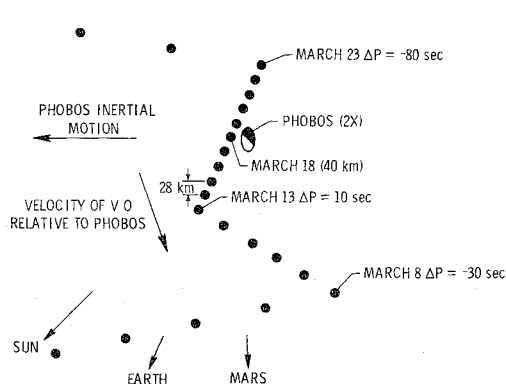 MARCH 23 ΔP = -80 sec
PHOBOS INERTIAL
MOTION
PHOBOS (2X)
MARCH 18 (40 km)
28 km
VELOCITY OF V O
RELATIVE TO PHOBOS
MARCH 13 ΔP = 10 sec
MARCH 8 ΔP = -30 sec
SUN
EARTH
MARS